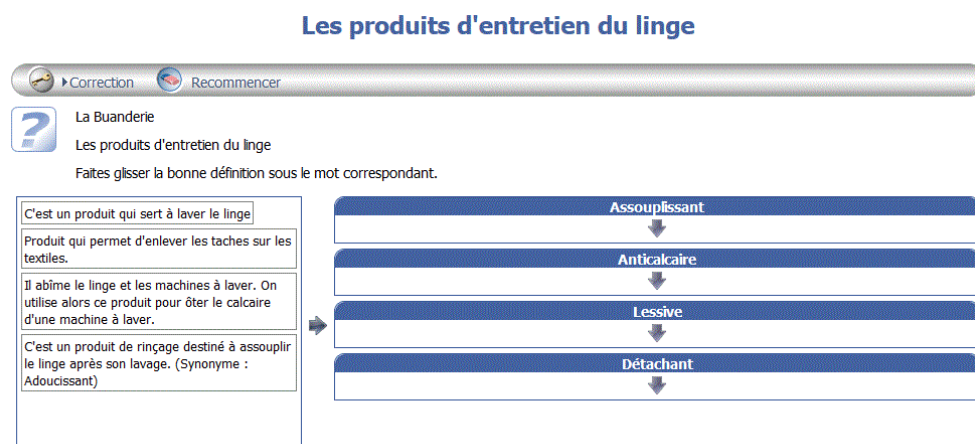 Les produits d'entretien du linge
Correction Recommencer
La Buanderie
Les produits d'entretien du linge
Faites glisser la bonne définition sous le mot correspondant.
C'est un produit qui sert à laver le linge
Produit qui permet d'enlever les taches sur les
textiles.
Il abîme le linge et les machines à laver. On
utilise alors ce produit pour ôter le calcaire
d'une machine à laver.
C'est un produit de rinçage destiné à assouplir
le linge après son lavage. (Synonyme :
Adoucissant)
Assouplissant
Anticalcaire
Lessive
Détachant